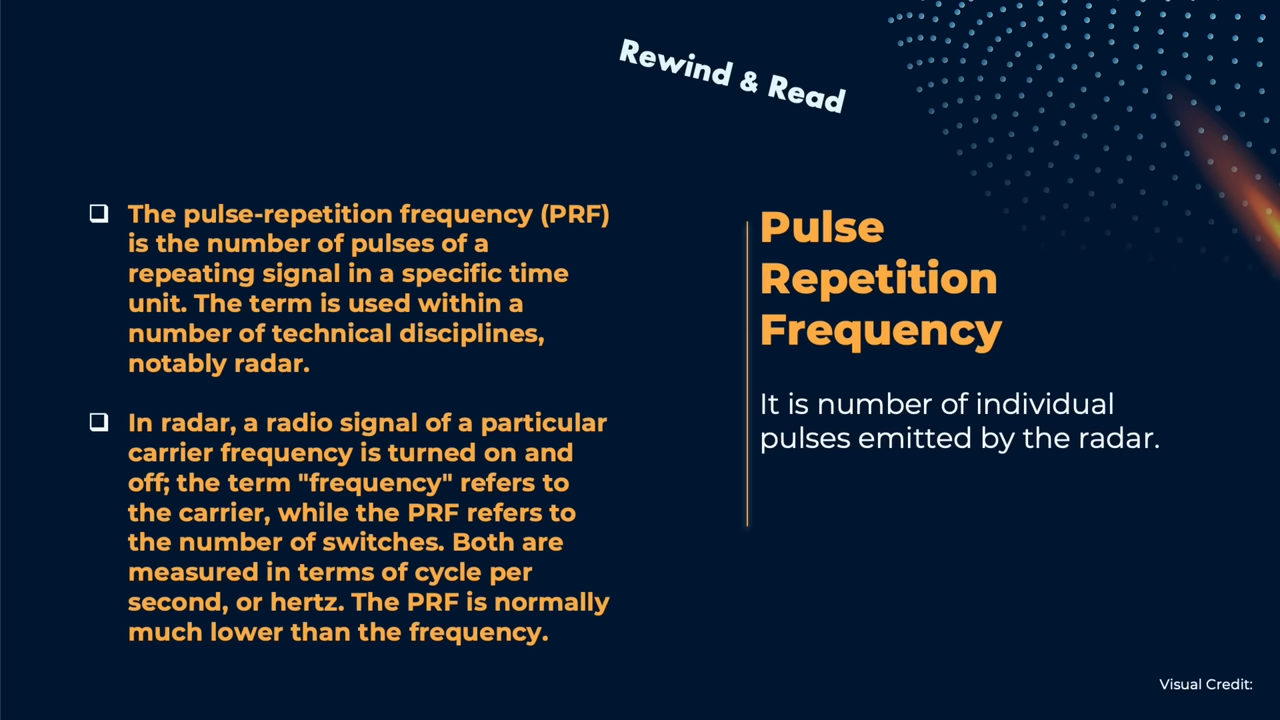 Rewind & Read
The pulse-repetition frequency (PRF)
is the number of pulses of a
repeating signal in a specific time
unit. The term is used within a
number of technical disciplines,
notably radar.
In radar, a radio signal of a particular
carrier frequency is turned on and
off; the term "frequency" refers to
the carrier, while the PRF refers to
the number of switches. Both are
measured in terms of cycle per
second, or hertz. The PRF is normally
much lower than the frequency.
Pulse
Repetition
Frequency
It is number of individual
pulses emitted by the radar.
Visual Credit: